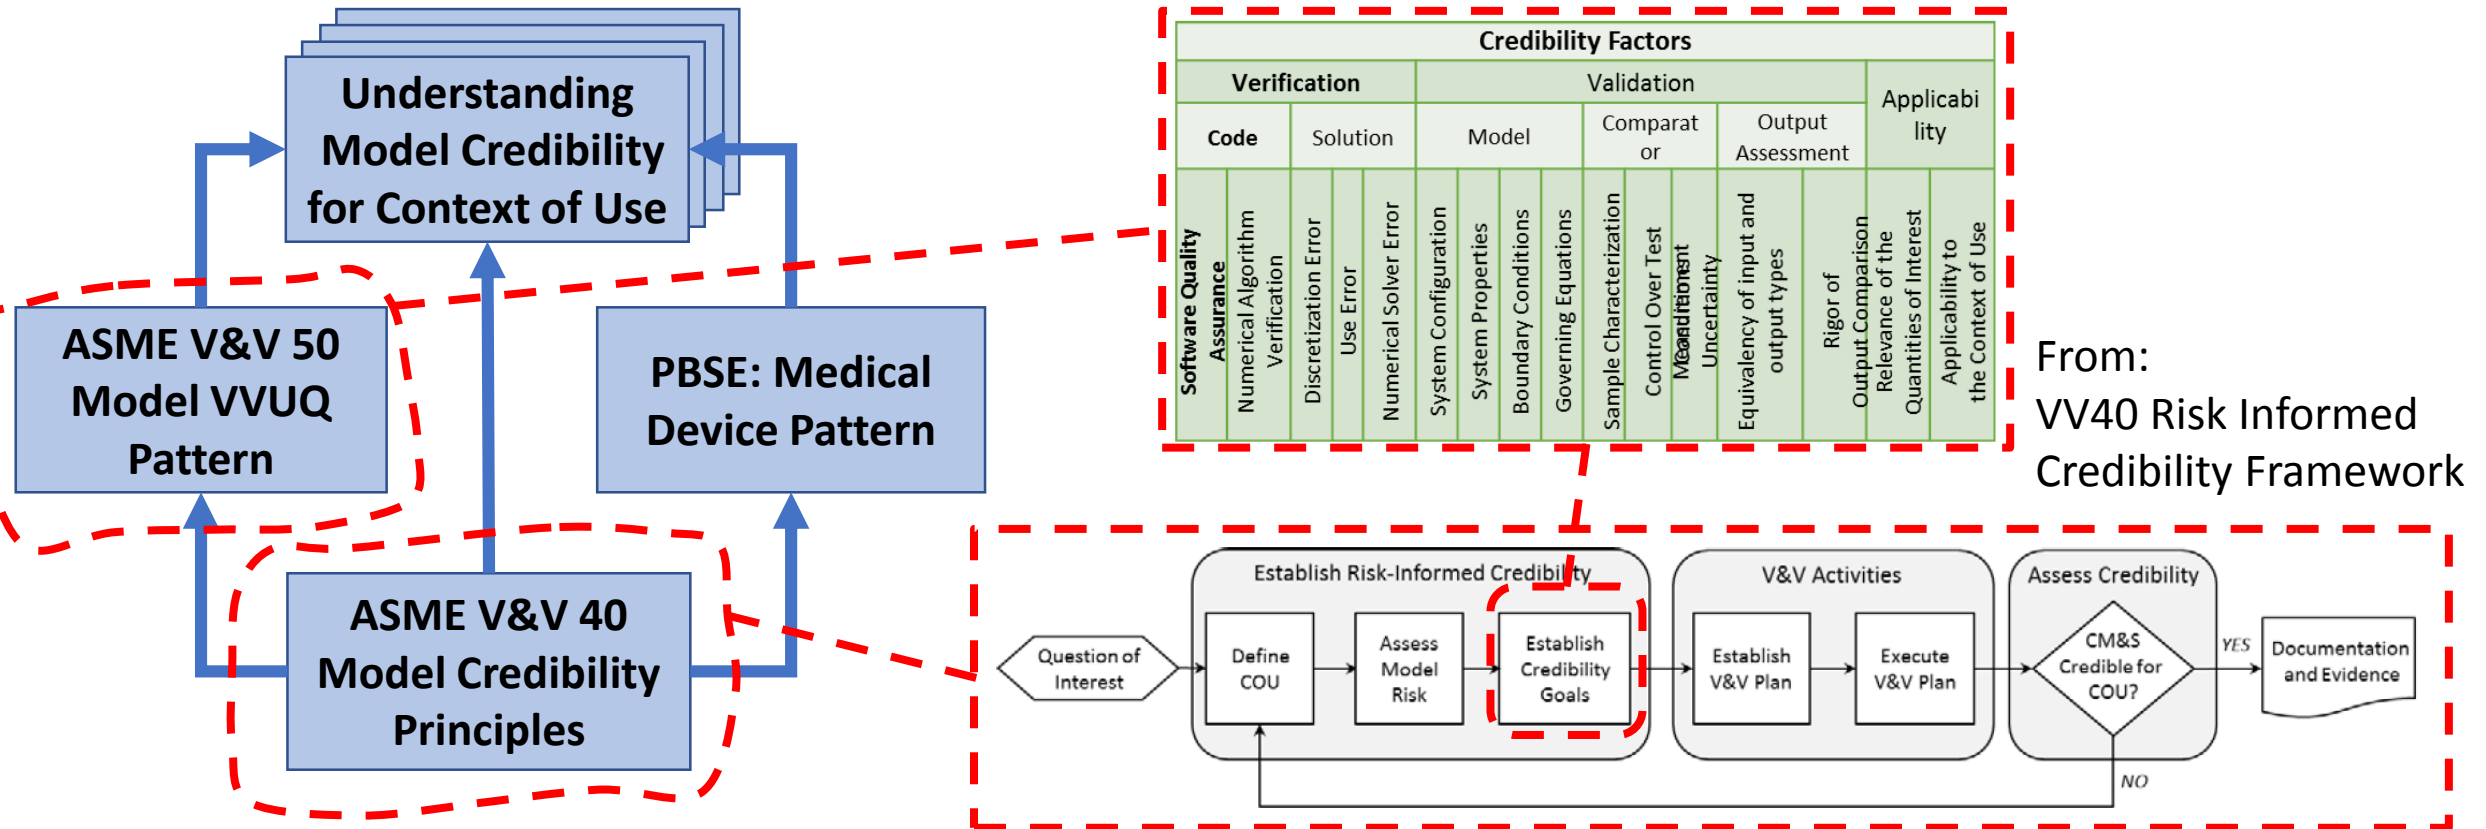 Understanding
Model Credibility
for Context of Use
ASME V&V 50
Model VVUQ
Pattern
PBSE: Medical
Device Pattern
ASME V&V 40
Model Credibility
Principles
Credibility Factors
Verification
Validation
Applicabi
lity
Code
Solution
Model
Comparat
or
Output
Assessment
Software Quality
Assurance
Numerical Algorithm
Verification
Discretization Error
Use Error
Numerical Solver Error
System Configuration
System Properties
Boundary Conditions
Governing Equations
Sample Characterization
Control Over Test
Conditions
Measurement
Uncertainty
Equivalency of input and
output types
Rigor of
Output Comparison
Relevance of the
Quantities of Interest
Applicability to
the Context of Use
From:
VV40 Risk Informed
Credibility Framework
Establish Risk-Informed Credibility
V&V Activities
Assess Credibility
Question of
Interest
Define
COU
Assess
Model
Risk
Establish
Credibility
Goals
Establish
V&V Plan
Execute
V&V Plan
CM&S
Credible for
COU?
YES
Documentation
and Evidence
NO